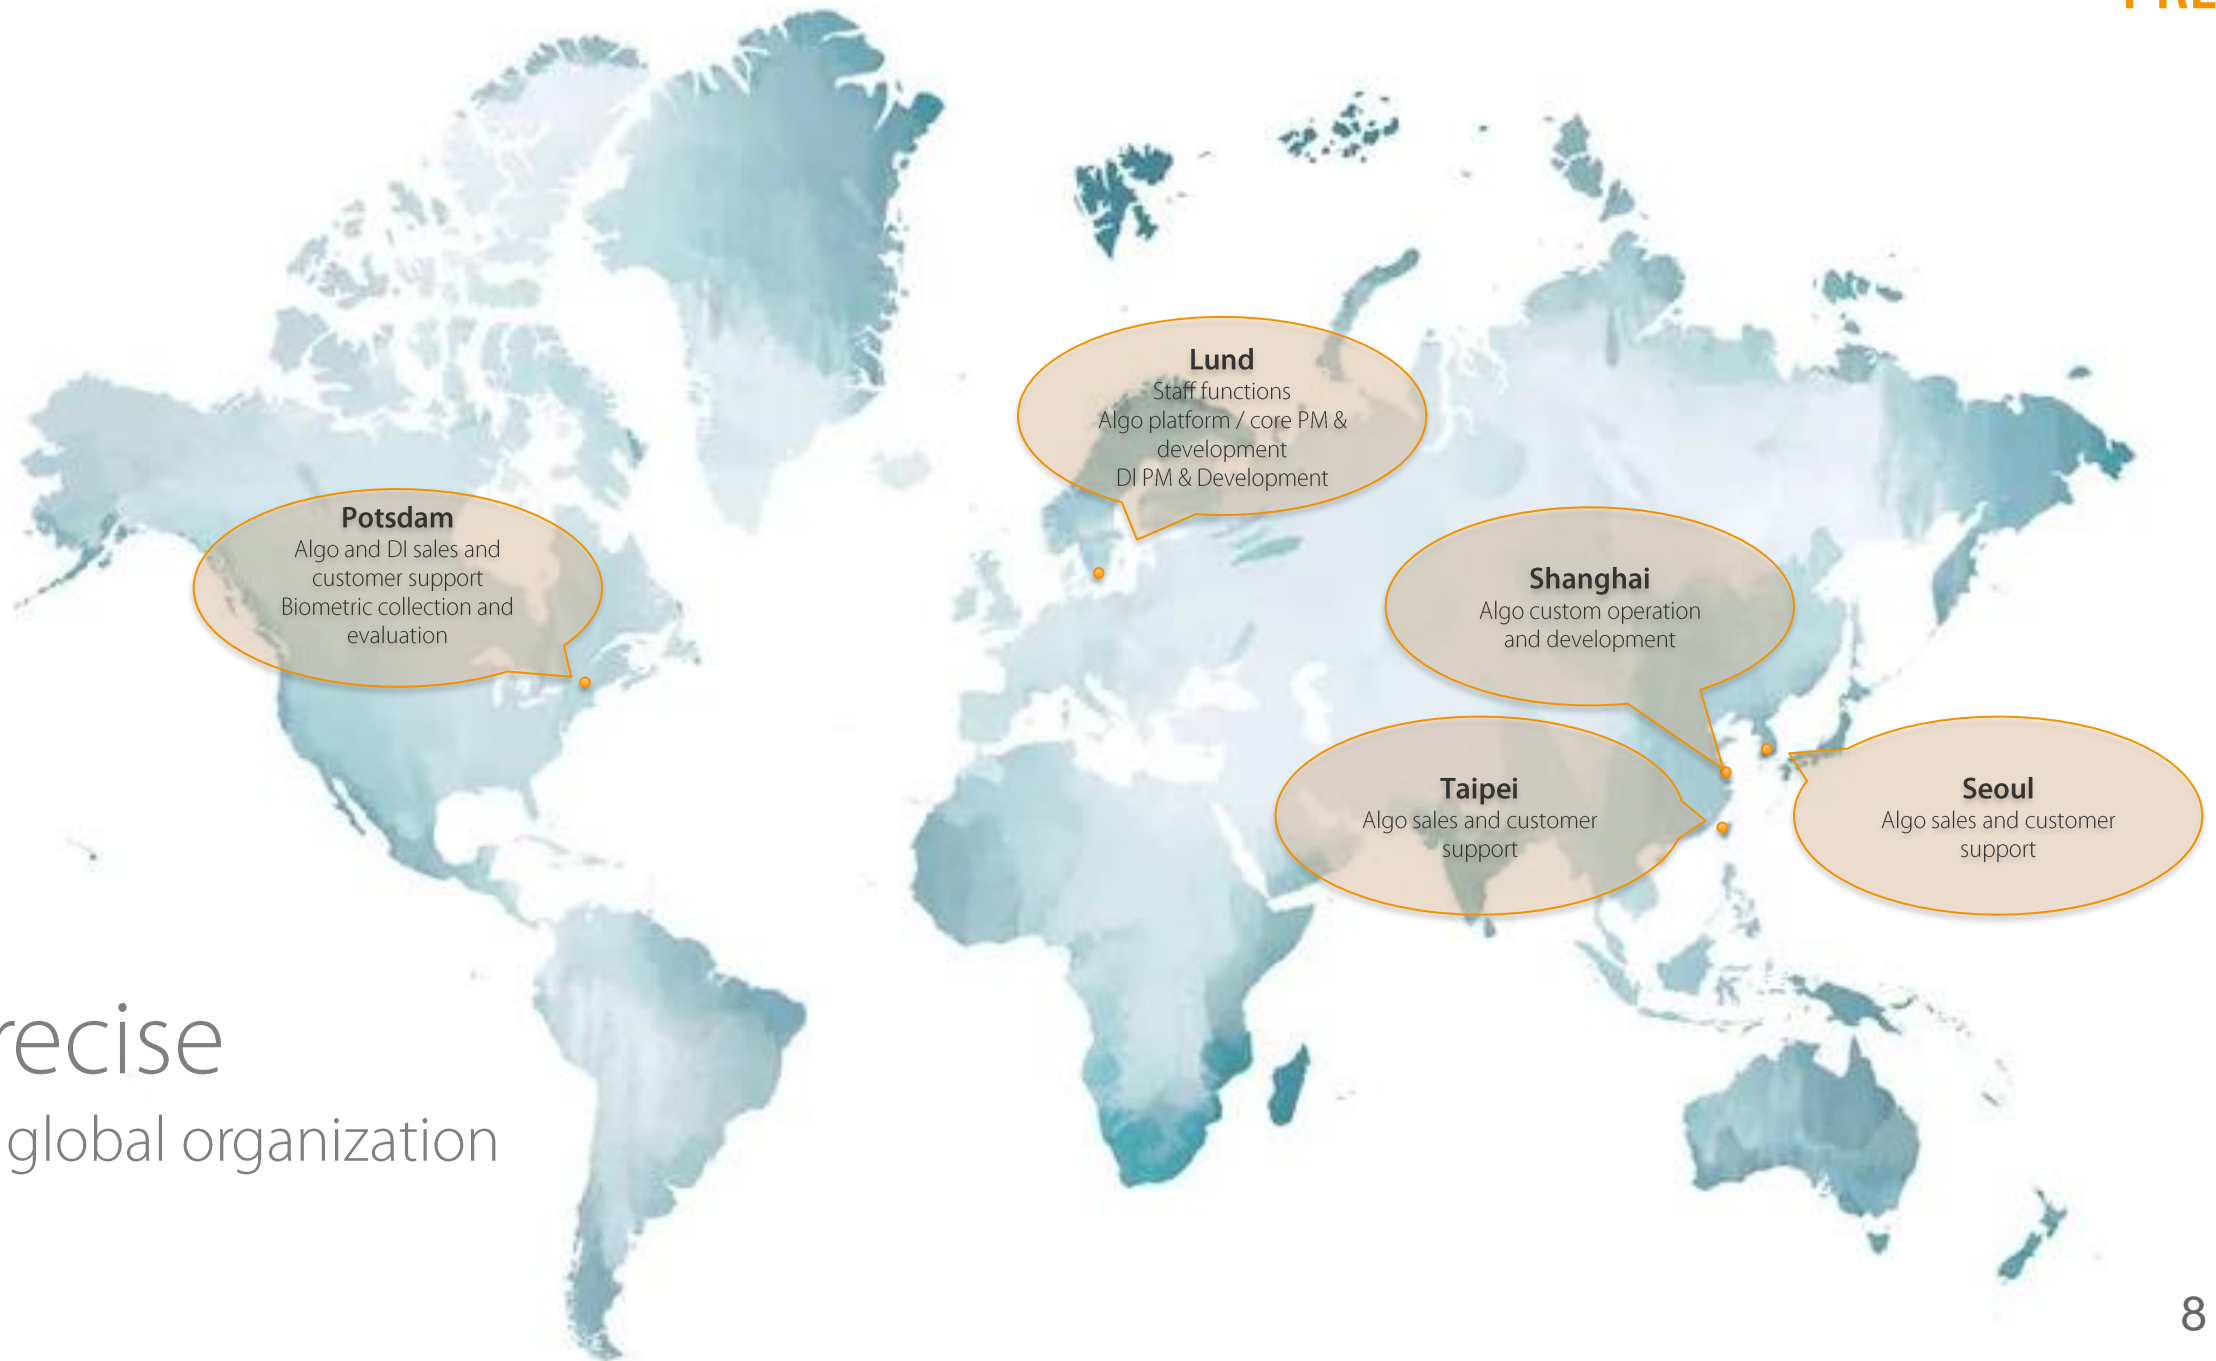 PRE
Lund
Staff functions
Algo platform / core PM &
development
DI PM & Development
Potsdam
Algo and DI sales and
customer support
Biometric collection and
evaluation
Shanghai
Algo custom operation
and development
Taipei
Algo sales and customer
support
Seoul
Algo sales and customer
support
recise
global organization
8